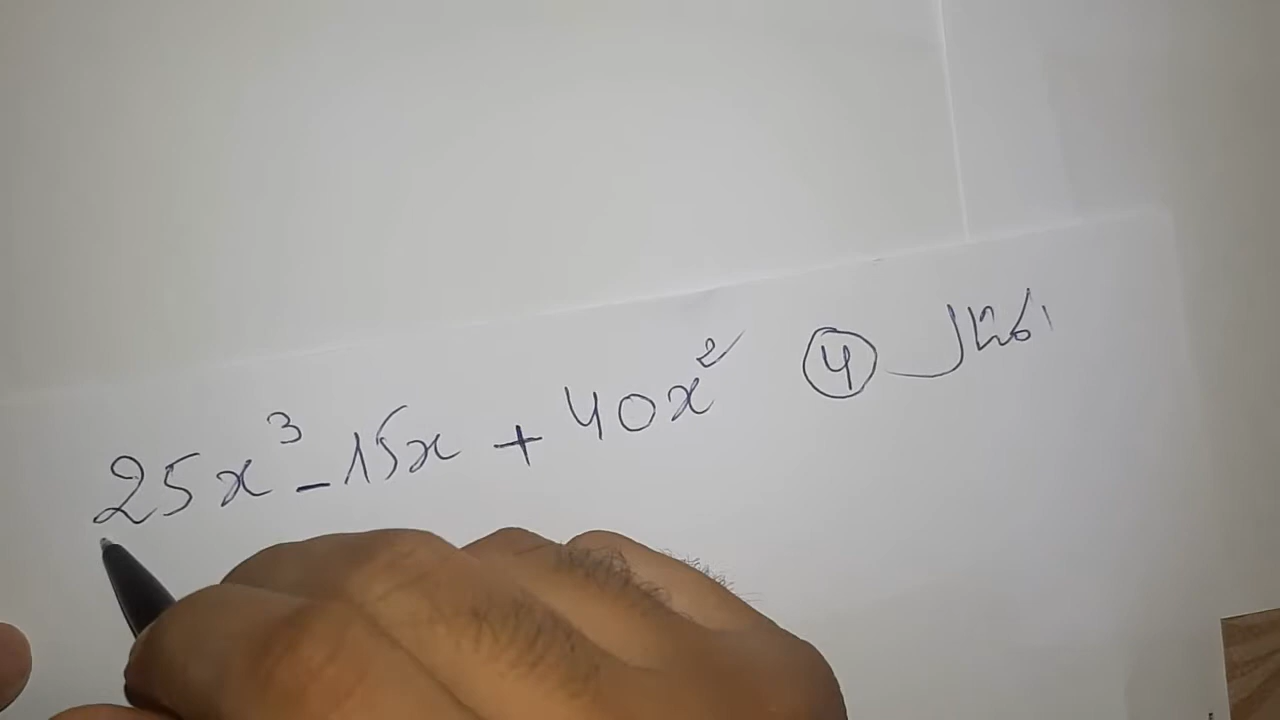 25x³ - 15x + 40x² ④ مثال